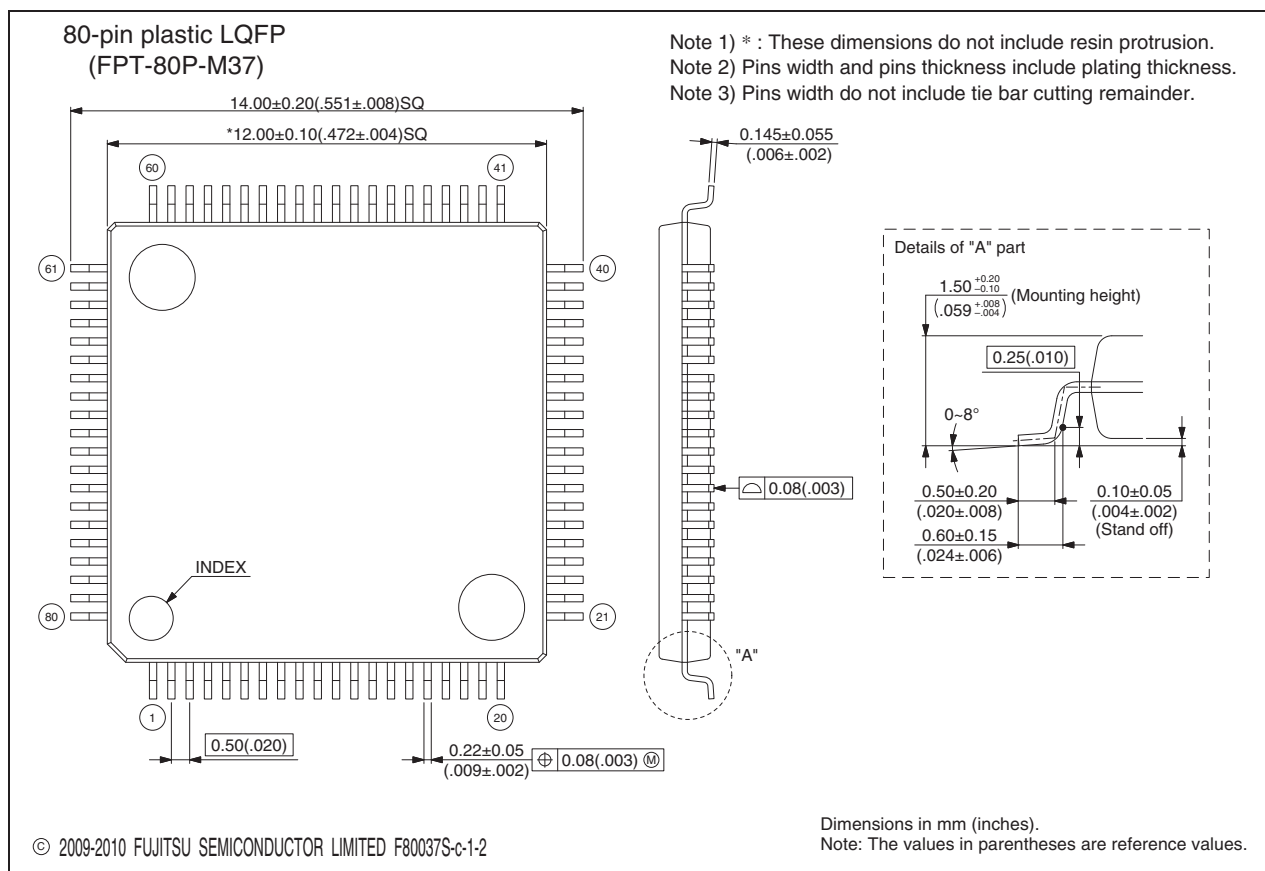 80-pin plastic LQFP
(FPT-80P-M37)
Note 1) * : These dimensions do not include resin protrusion.
Note 2) Pins width and pins thickness include plating thickness.
Note 3) Pins width do not include tie bar cutting remainder.
14.00±0.20(.551±.008)SQ
*12.00±0.10(.472±.004)SQ
60
41
61
40
80
21
1
20
INDEX
0.50(.020)
0.22±0.05
(.009±.002)
⌖ 0.08(.003) Ⓜ
0.145±0.055
(.006±.002)
⌓ 0.08(.003)
"A"
Details of "A" part
1.50 +0.20 −0.10
(.059 +.008 −.004)
(Mounting height)
0.25(.010)
0~8°
0.50±0.20
(.020±.008)
0.60±0.15
(.024±.006)
0.10±0.05
(.004±.002)
(Stand off)
© 2009-2010 FUJITSU SEMICONDUCTOR LIMITED F80037S-c-1-2
Dimensions in mm (inches).
Note: The values in parentheses are reference values.